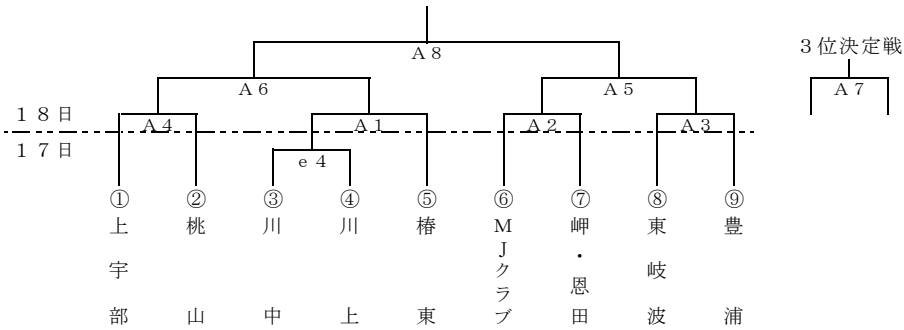 A8
3位決定戦
A6
A5
A7
18日
A4
A1
A2
A3
17日
e4
① ② ③ ④ ⑤ ⑥ ⑦ ⑧ ⑨
上宇部
桃山
川中
川上
椿東
MJクラブ
岬・恩田
東岐波
豊浦